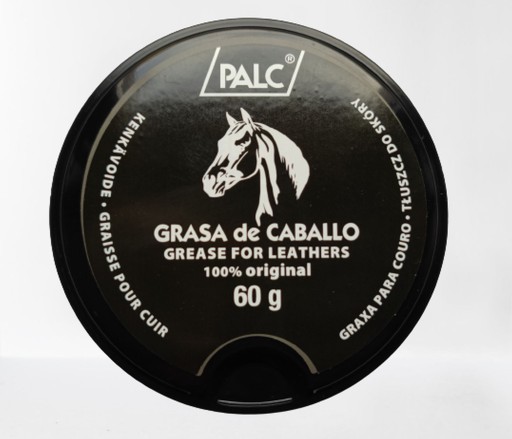 PALC®
GRASA de CABALLO
GREASE FOR LEATHERS
100% original
60 g
KENKÄVOIDE • GRAISSE POUR CUIR
GRAXA PARA COURO • TŁUSZCZ DO SKÓRY